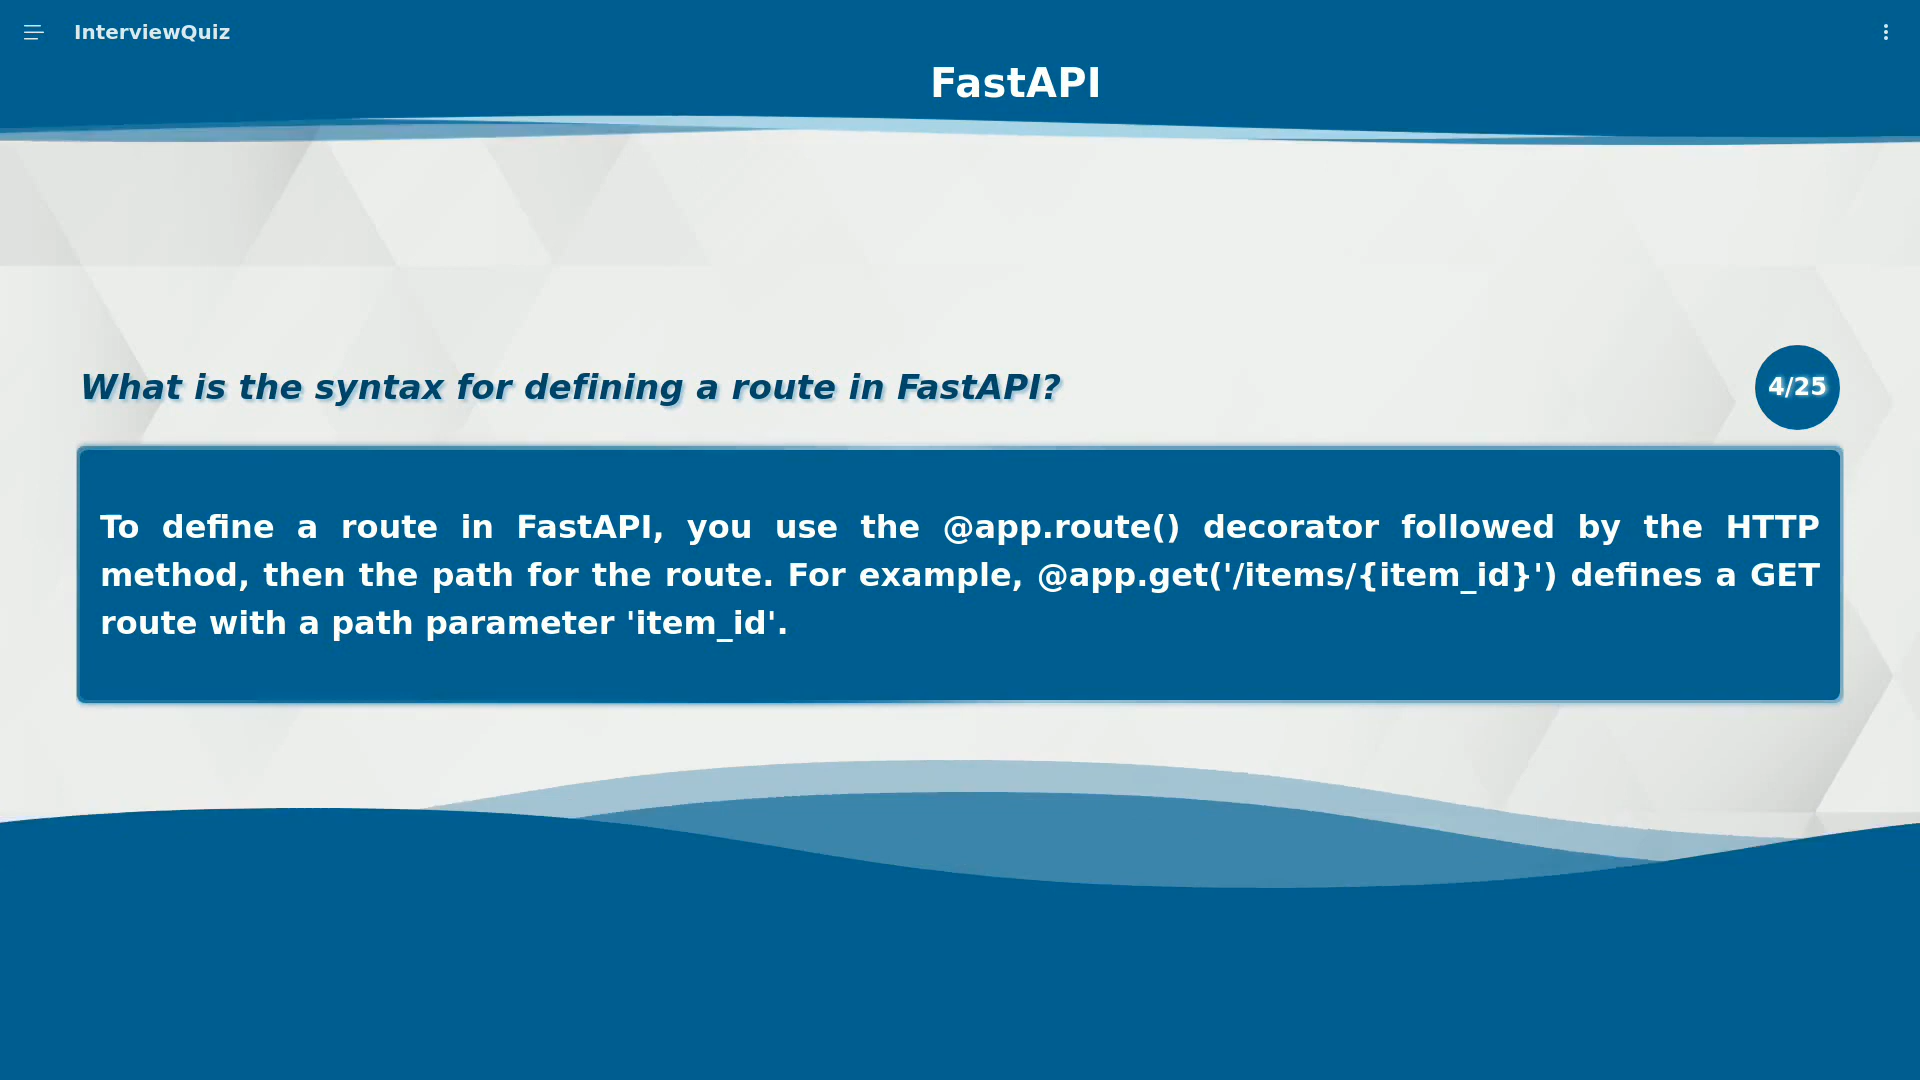 InterviewQuiz
FastAPI
What is the syntax for defining a route in FastAPI?
4/25
To define a route in FastAPI, you use the @app.route() decorator followed by the HTTP
method, then the path for the route. For example, @app.get('/items/{item_id}') defines a GET
route with a path parameter 'item_id'.